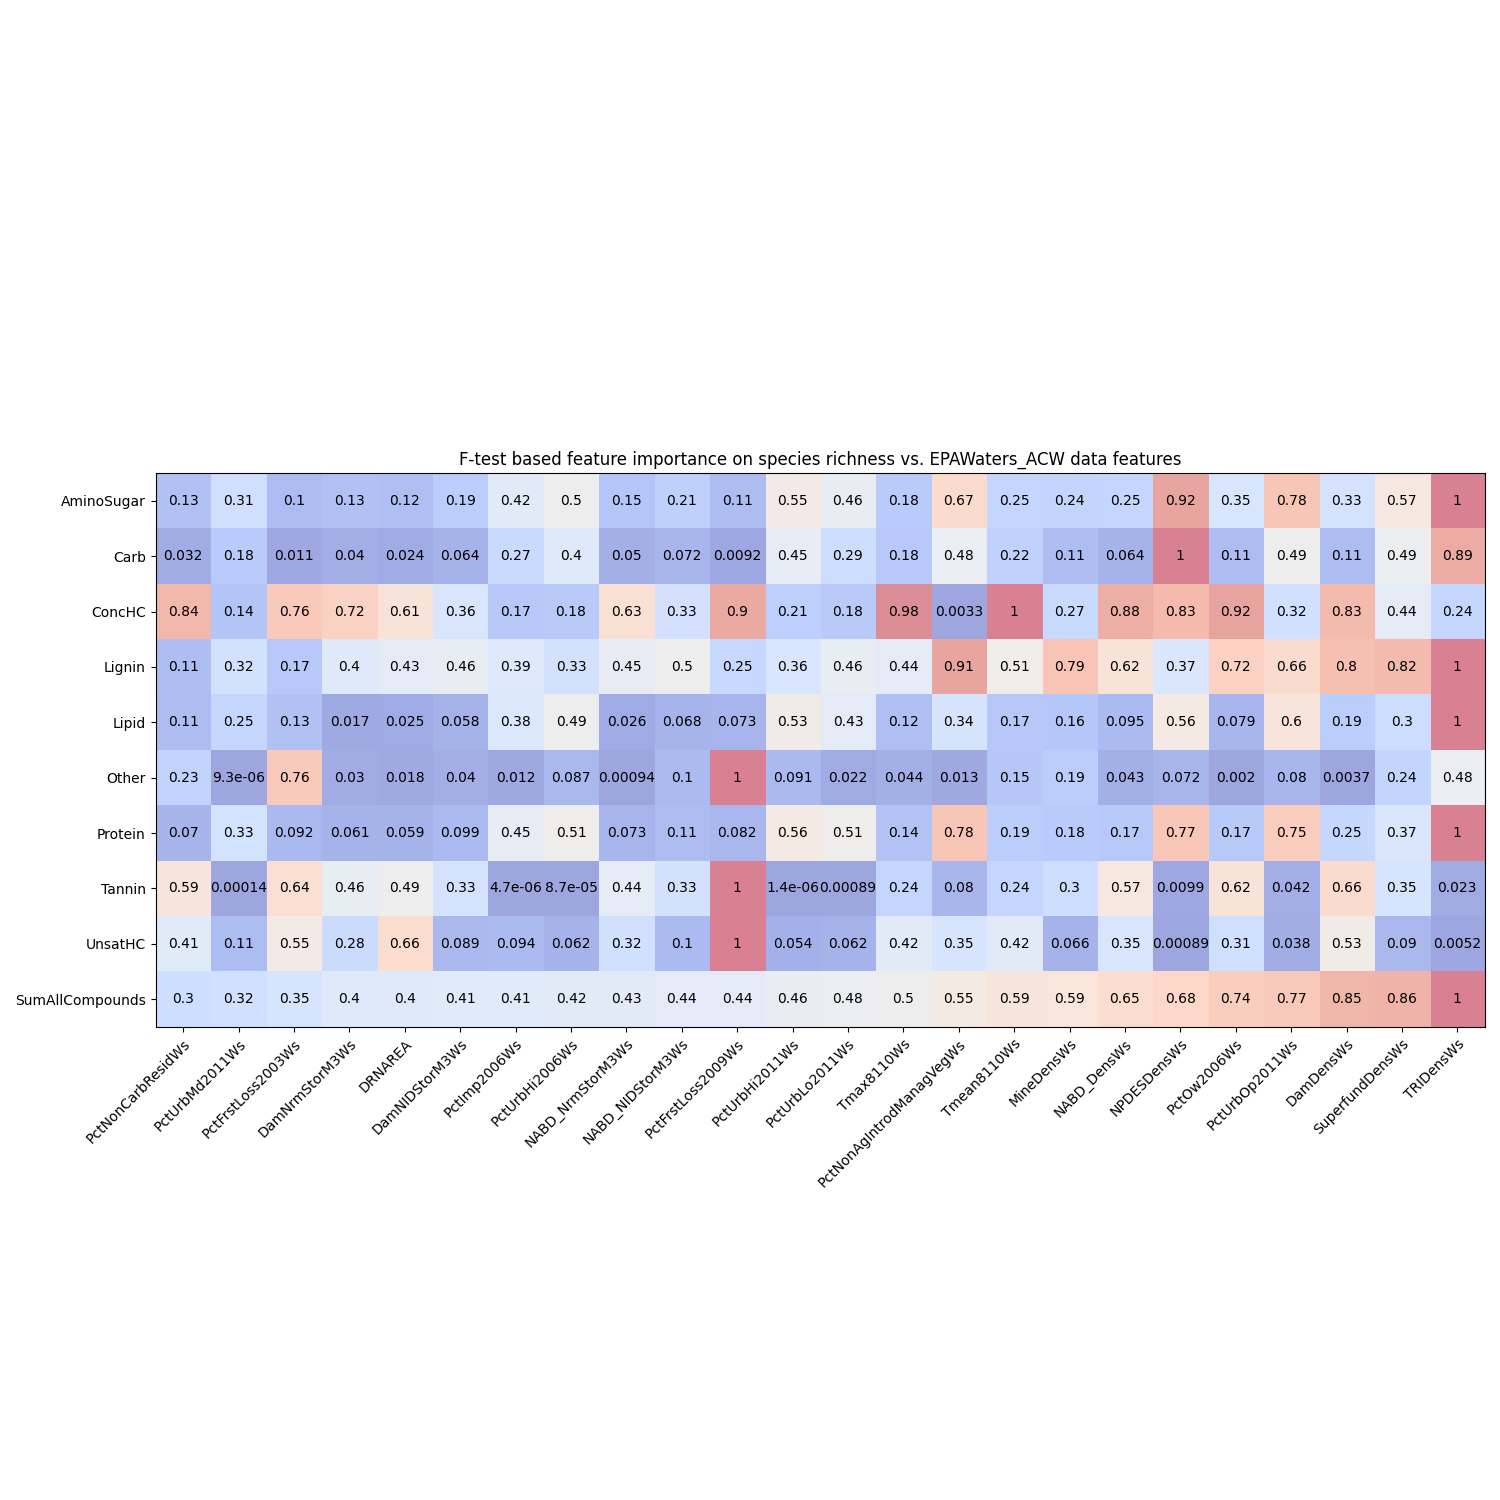 F-test based feature importance on species richness vs. EPAWaters_ACW data features
AminoSugar 0.13 0.31 0.1 0.13 0.12 0.19 0.42 0.5 0.15 0.21 0.11 0.55 0.46 0.18 0.67 0.25 0.24 0.25 0.92 0.35 0.78 0.33 0.57 1
Carb 0.032 0.18 0.011 0.04 0.024 0.064 0.27 0.4 0.05 0.072 0.0092 0.45 0.29 0.18 0.48 0.22 0.11 0.064 1 0.11 0.49 0.11 0.49 0.89
ConcHC 0.84 0.14 0.76 0.72 0.61 0.36 0.17 0.18 0.63 0.33 0.9 0.21 0.18 0.98 0.0033 1 0.27 0.88 0.83 0.92 0.32 0.83 0.44 0.24
Lignin 0.11 0.32 0.17 0.4 0.43 0.46 0.39 0.33 0.45 0.5 0.25 0.36 0.46 0.44 0.91 0.51 0.79 0.62 0.37 0.72 0.66 0.8 0.82 1
Lipid 0.11 0.25 0.13 0.017 0.025 0.058 0.38 0.49 0.026 0.068 0.073 0.53 0.43 0.12 0.34 0.17 0.16 0.095 0.56 0.079 0.6 0.19 0.3 1
Other 0.23 9.3e-06 0.76 0.03 0.018 0.04 0.012 0.087 0.00094 0.1 1 0.091 0.022 0.044 0.013 0.15 0.19 0.043 0.072 0.002 0.08 0.0037 0.24 0.48
Protein 0.07 0.33 0.092 0.061 0.059 0.099 0.45 0.51 0.073 0.11 0.082 0.56 0.51 0.14 0.78 0.19 0.18 0.17 0.77 0.17 0.75 0.25 0.37 1
Tannin 0.59 0.00014 0.64 0.46 0.49 0.33 4.7e-06 8.7e-05 0.44 0.33 1 1.4e-06 0.00089 0.24 0.08 0.24 0.3 0.57 0.0099 0.62 0.042 0.66 0.35 0.023
UnsatHC 0.41 0.11 0.55 0.28 0.66 0.089 0.094 0.062 0.32 0.1 1 0.054 0.062 0.42 0.35 0.42 0.066 0.35 0.00089 0.31 0.038 0.53 0.09 0.0052
SumAllCompounds 0.3 0.32 0.35 0.4 0.4 0.41 0.41 0.42 0.43 0.44 0.44 0.46 0.48 0.5 0.55 0.59 0.59 0.65 0.68 0.74 0.77 0.85 0.86 1
PctNonCarbResidWs
PctUrbMd2011Ws
PctFrstLoss2003Ws
DamNrmStorM3Ws
DRNAREA
DamNIDStorM3Ws
PctImp2006Ws
PctUrbHi2006Ws
NABD_NrmStorM3Ws
NABD_NIDStorM3Ws
PctFrstLoss2009Ws
PctUrbHi2011Ws
PctUrbLo2011Ws
Tmax8110Ws
PctNonAgIntrodManagVegWs
Tmean8110Ws
MineDensWs
NABD_DensWs
NPDESDensWs
PctOw2006Ws
PctUrbOp2011Ws
DamDensWs
SuperfundDensWs
TRIDensWs